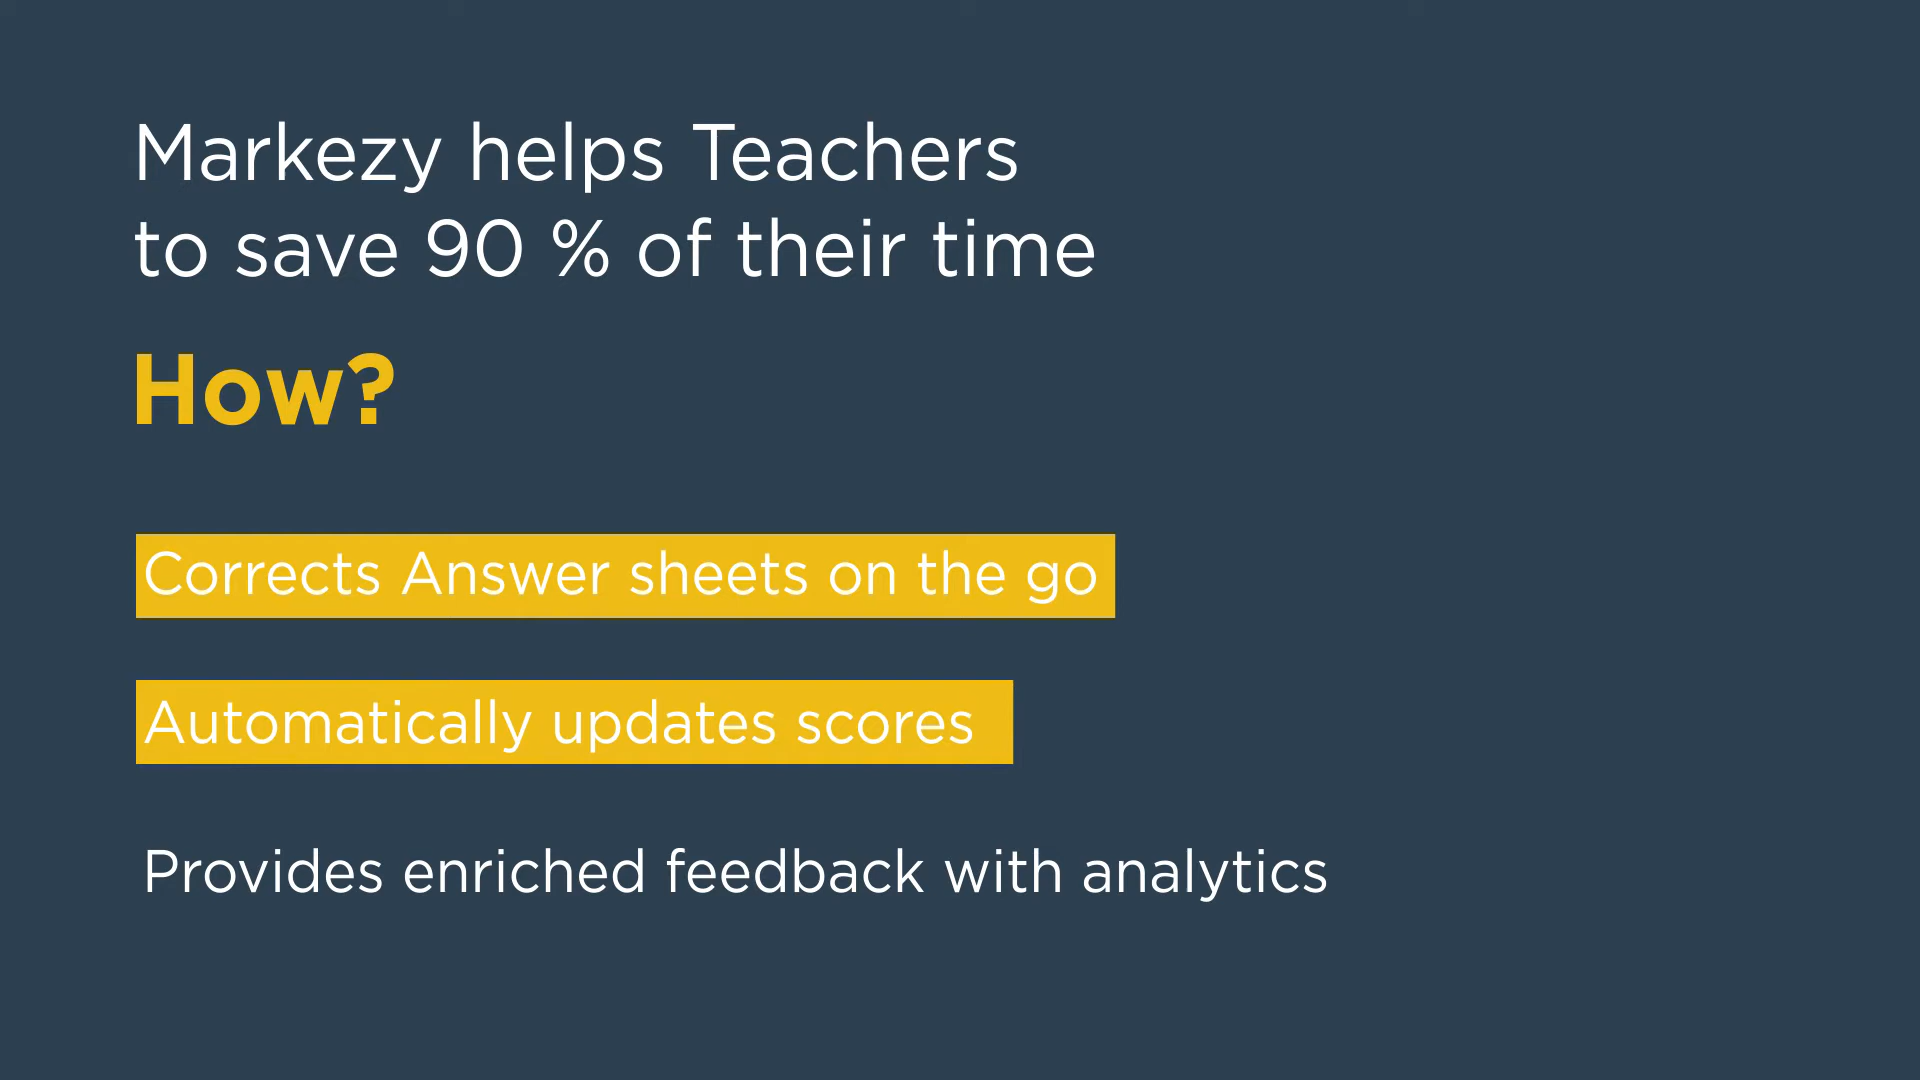 Markezy helps Teachers
to save 90 % of their time
How?
Corrects Answer sheets on the go
Automatically updates scores
Provides enriched feedback with analytics